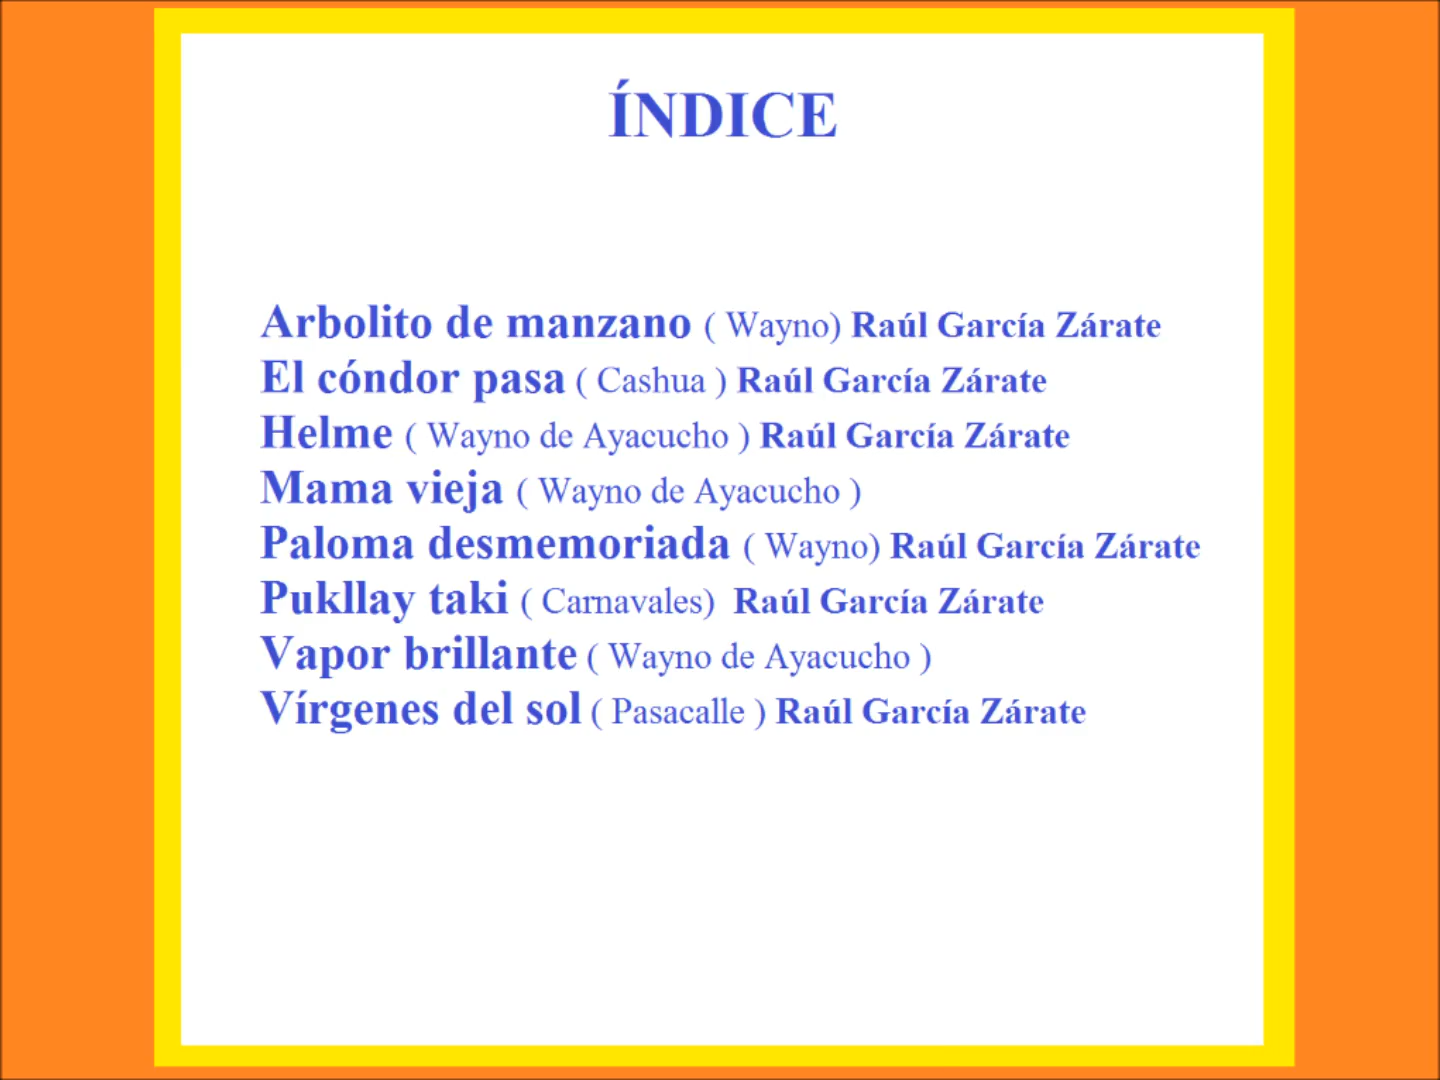 ÍNDICE
Arbolito de manzano ( Wayno) Raúl García Zárate
El cóndor pasa ( Cashua ) Raúl García Zárate
Helme ( Wayno de Ayacucho ) Raúl García Zárate
Mama vieja ( Wayno de Ayacucho )
Paloma desmemoriada ( Wayno) Raúl García Zárate
Pukllay taki ( Carnavales)  Raúl García Zárate
Vapor brillante ( Wayno de Ayacucho )
Vírgenes del sol ( Pasacalle ) Raúl García Zárate